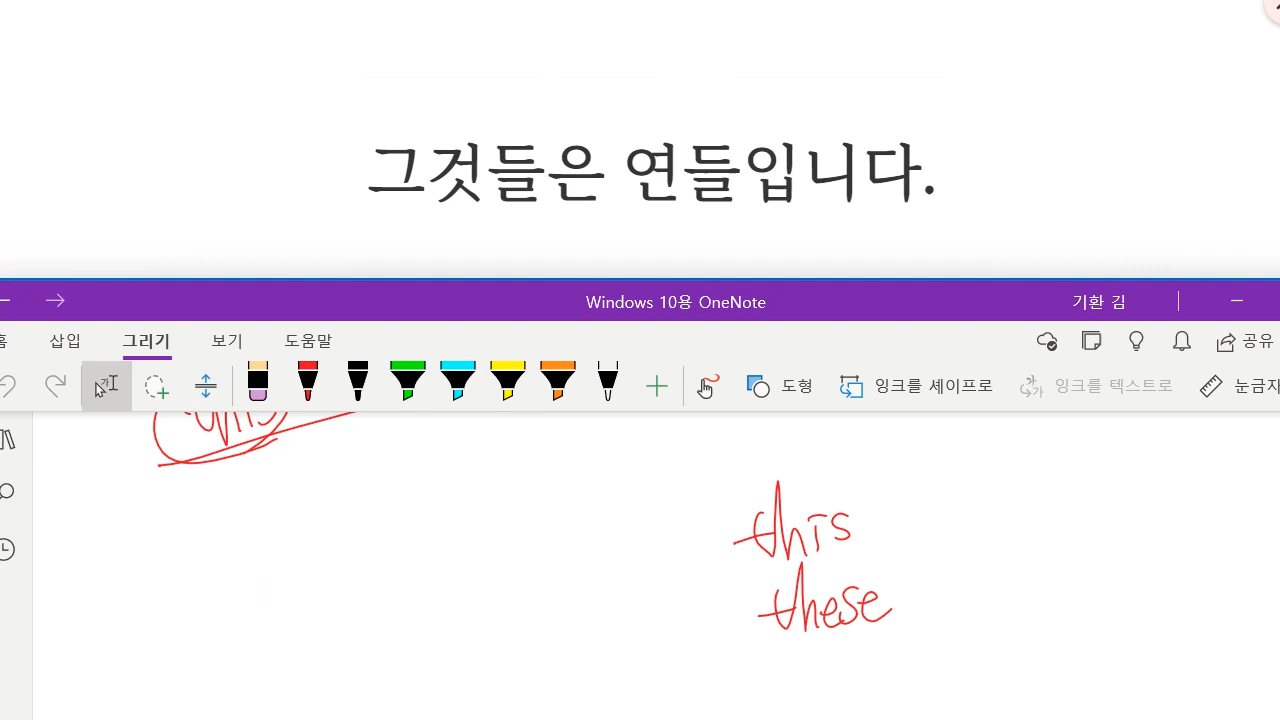 그것들은 연들입니다.
Windows 10용 OneNote
기환 김
삽입
그리기
보기
도움말
공유
도형
잉크를 셰이프로
잉크를 텍스트로
this
these